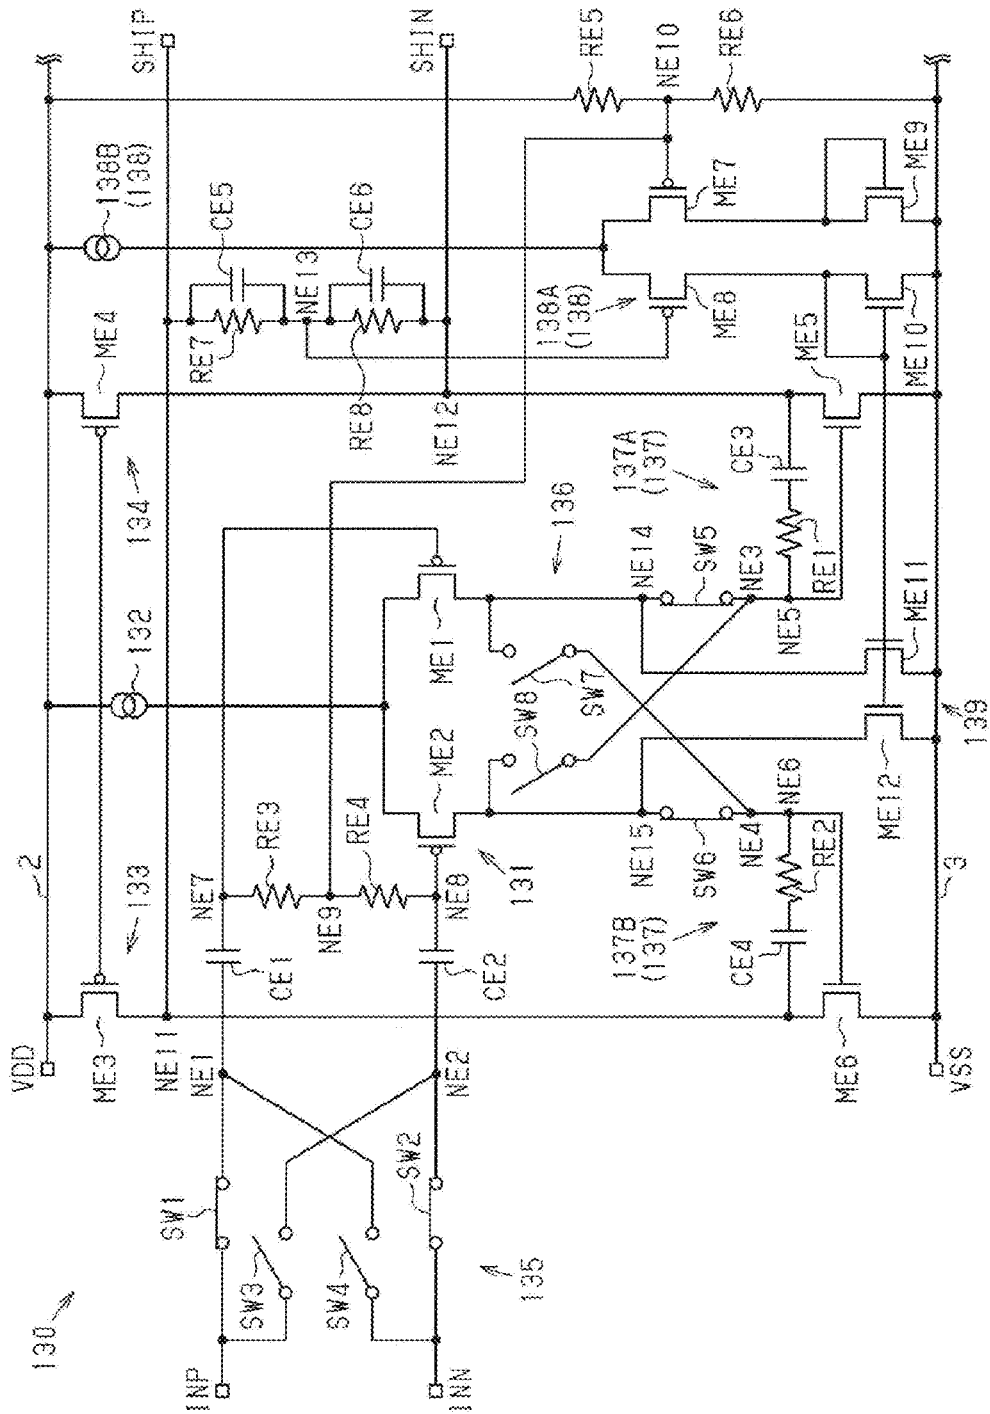 130
VDD
2
ME3
133
132
134
ME4
138B
(138)
SHIP
NE11
SW1
INP
NE1
NE7
RE7
CE5
SW3
CE1
RE3
NE13
SW4
NE9
RE4
RE8
CE6
SW2
SHIN
NE2
NE8
ME2
ME1
NE12
INN
CE2
135
131
SW8
136
138A
(138)
SW7
RE5
137B
(137)
137A
(137)
NE15
NE14
NE10
SW6
SW5
ME8
ME7
RE6
CE4
NE4
NE3
CE3
NE6
NE5
ME5
RE2
RE1
ME6
ME12
ME11
ME10
ME9
VSS
3
139